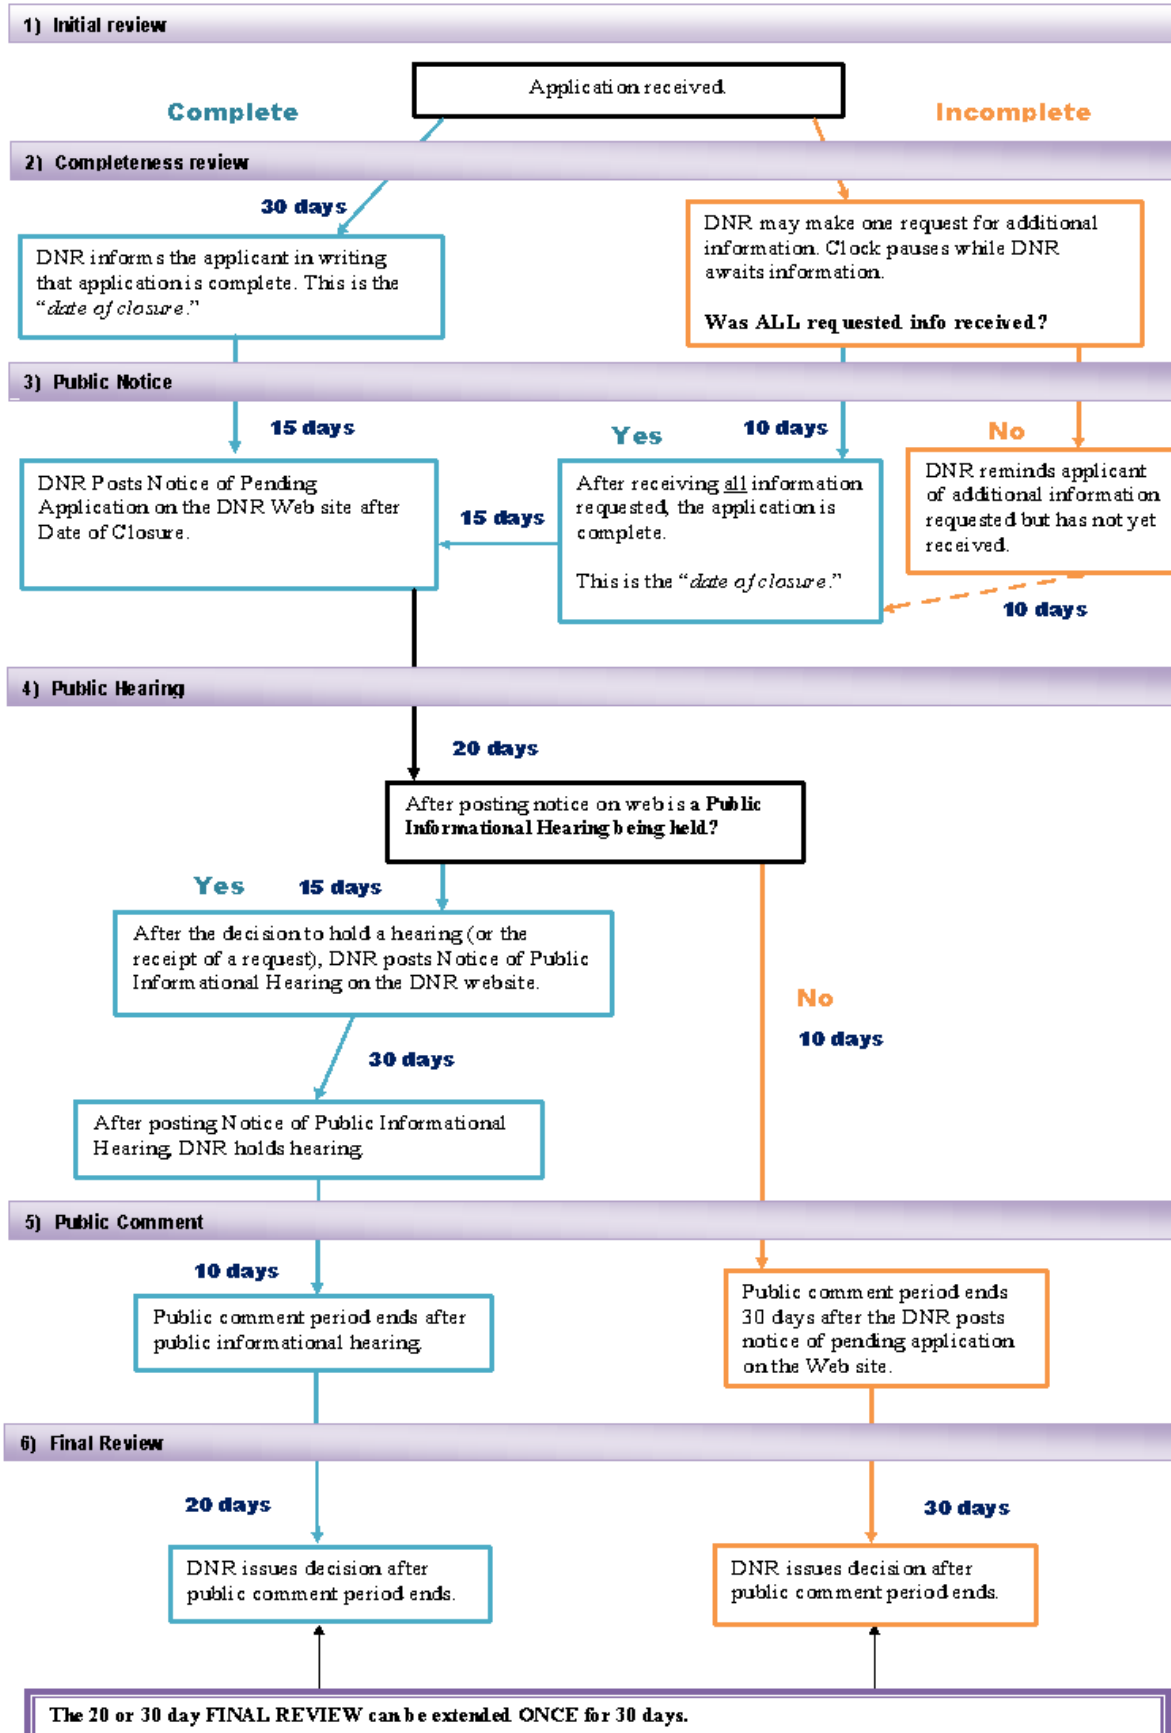 1) Initial review
Application received.
Complete
Incomplete
2) Completeness review
30 days
DNR informs the applicant in writing
that application is complete. This is the
“date of closure.”
DNR may make one request for additional
information. Clock pauses while DNR
awaits information.
Was ALL requested info received?
3) Public Notice
15 days
Yes
10 days
No
DNR Posts Notice of Pending
Application on the DNR Web site after
Date of Closure.
15 days
After receiving all information
requested, the application is
complete.
This is the “date of closure.”
DNR reminds applicant
of additional information
requested but has not yet
received.
10 days
4) Public Hearing
20 days
After posting notice on web is a Public
Informational Hearing being held?
Yes
15 days
After the decision to hold a hearing (or the
receipt of a request), DNR posts Notice of Public
Informational Hearing on the DNR website.
No
10 days
30 days
After posting Notice of Public Informational
Hearing, DNR holds hearing.
5) Public Comment
10 days
Public comment period ends after
public informational hearing.
Public comment period ends
30 days after the DNR posts
notice of pending application
on the Web site.
6) Final Review
20 days
30 days
DNR issues decision after
public comment period ends.
DNR issues decision after
public comment period ends.
The 20 or 30 day FINAL REVIEW can be extended ONCE for 30 days.